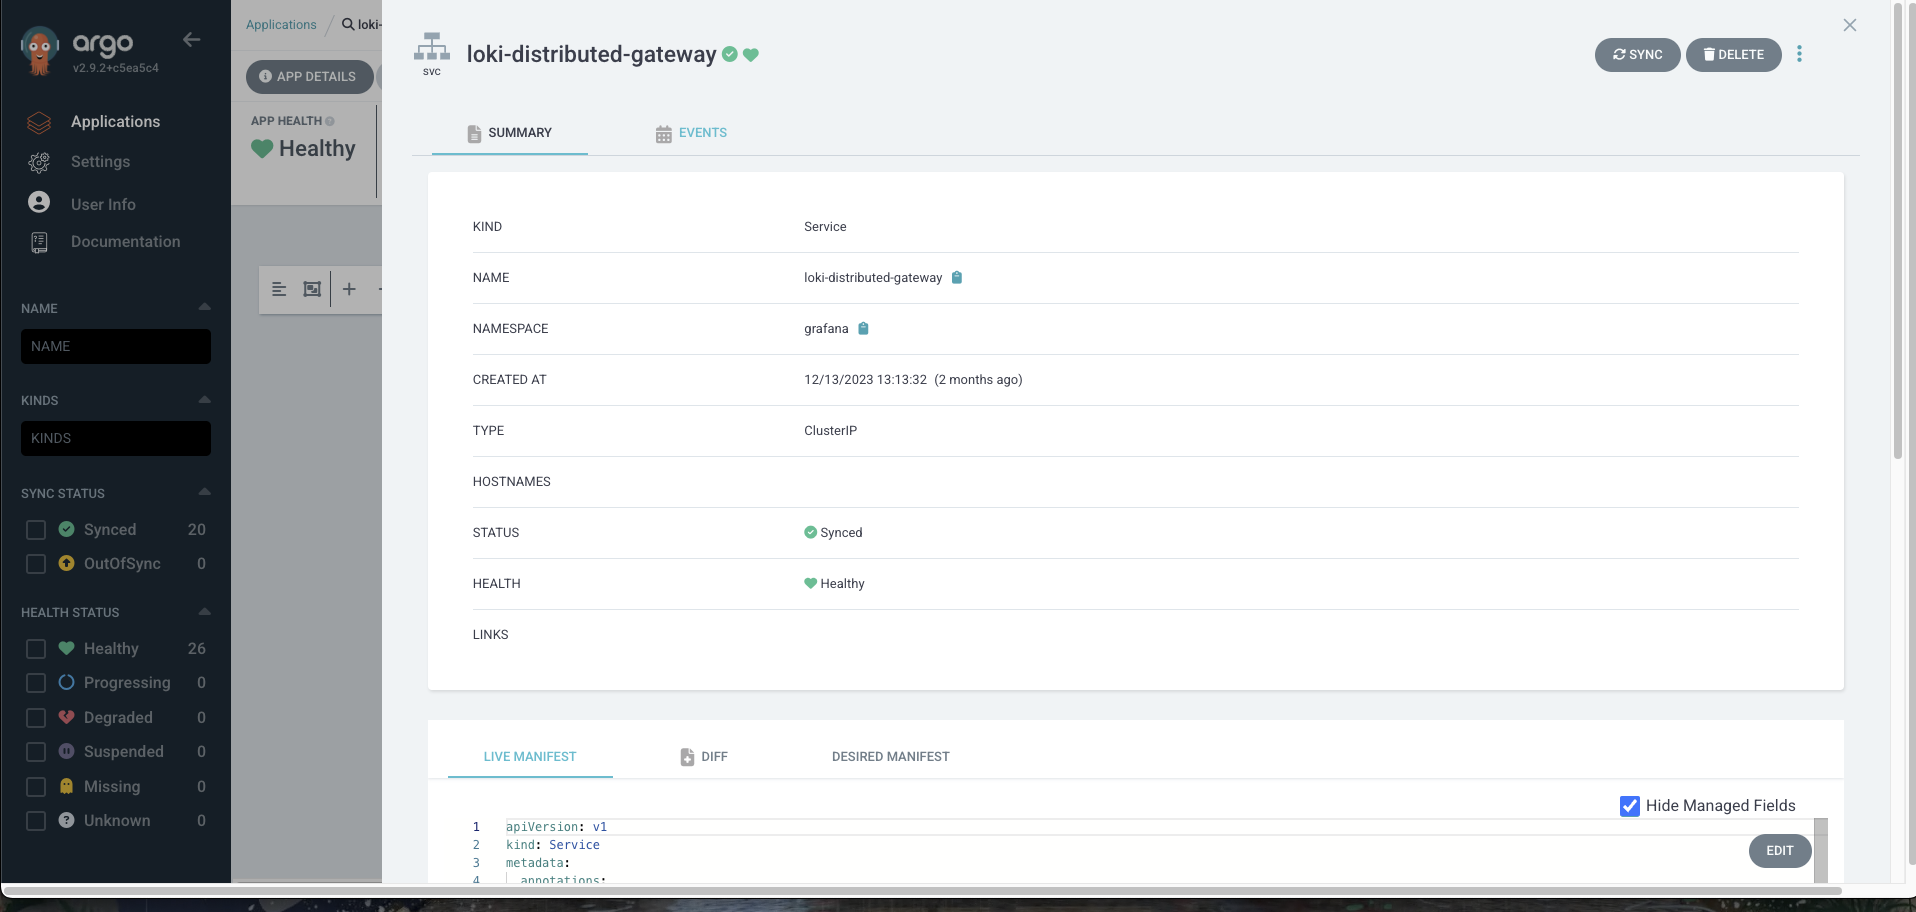 argo
v2.9.2+c5ea5c4
Applications
Settings
User Info
Documentation
NAME
NAME
KINDS
KINDS
SYNC STATUS
Synced 20
OutOfSync 0
HEALTH STATUS
Healthy 26
Progressing 0
Degraded 0
Suspended 0
Missing 0
Unknown 0
Applications / loki-
APP DETAILS
APP HEALTH
Healthy
svc
loki-distributed-gateway
SYNC
DELETE
SUMMARY
EVENTS
KIND Service
NAME loki-distributed-gateway
NAMESPACE grafana
CREATED AT 12/13/2023 13:13:32 (2 months ago)
TYPE ClusterIP
HOSTNAMES
STATUS Synced
HEALTH Healthy
LINKS
LIVE MANIFEST
DIFF
DESIRED MANIFEST
Hide Managed Fields
1 apiVersion: v1
2 kind: Service
3 metadata:
4 annotations:
EDIT